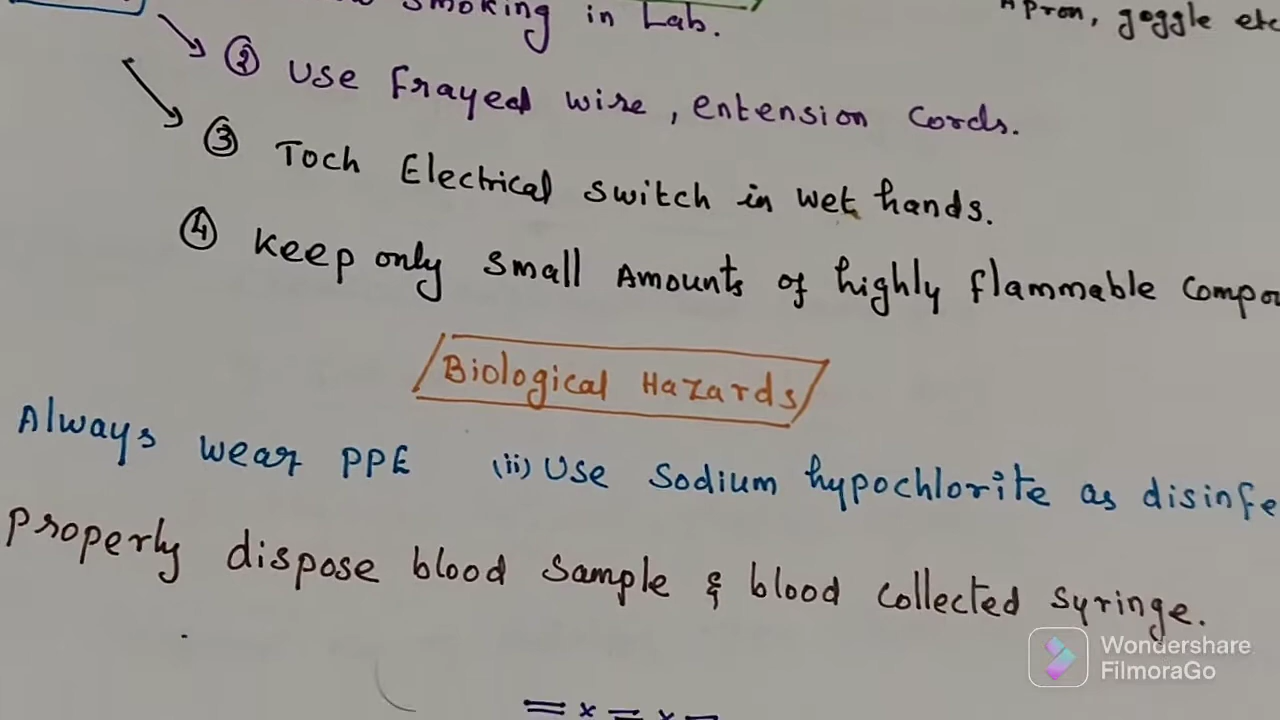 smoking in Lab.
Apron, goggle etc
② Use frayed wire, entension Cords.
③ Toch Electrical switch in wet hands.
④ Keep only small Amounts of highly flammable compo
Biological Hazards
Always wear PPE (ii) Use Sodium hypochlorite as disinfe
properly dispose blood sample & blood collected syringe.
= x = x =
Wondershare
FilmoraGo